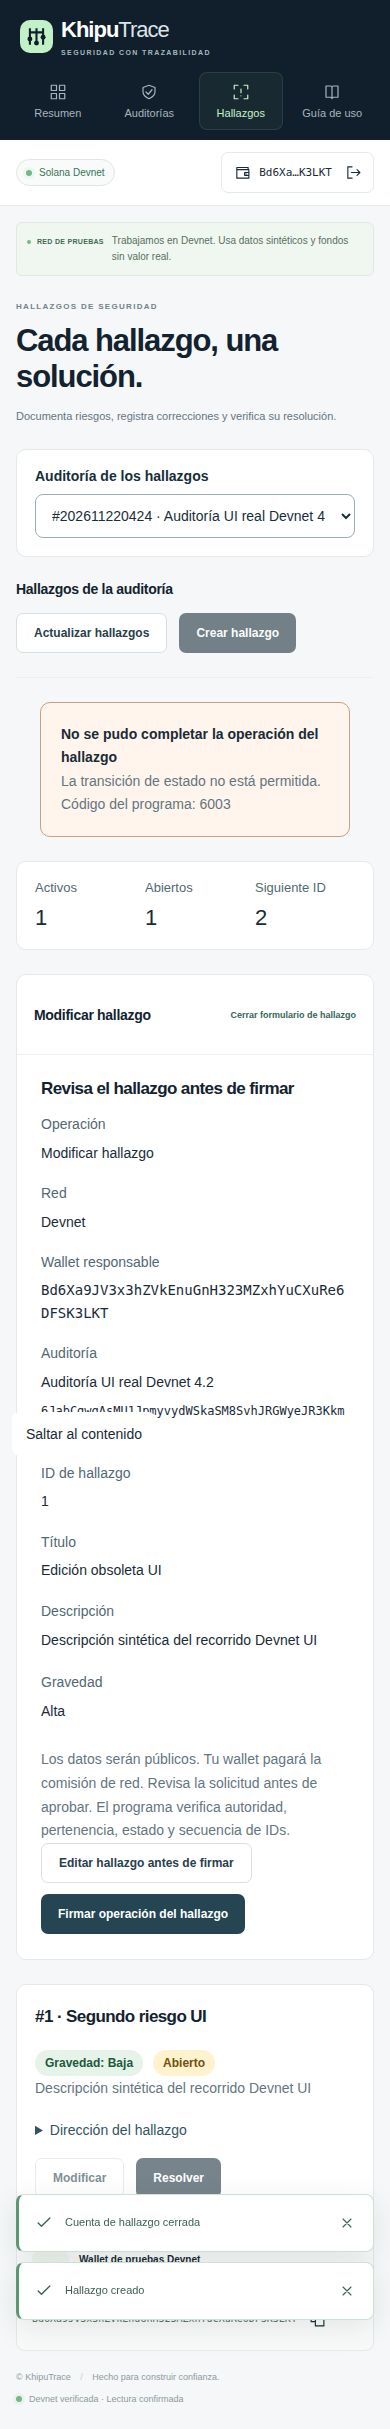 KhipuTrace
SEGURIDAD CON TRAZABILIDAD
Resumen
Auditorías
Hallazgos
Guía de uso
Solana Devnet
Bd6Xa…K3LKT
RED DE PRUEBAS
Trabajamos en Devnet. Usa datos sintéticos y fondos
sin valor real.
HALLAZGOS DE SEGURIDAD
Cada hallazgo, una
solución.
Documenta riesgos, registra correcciones y verifica su resolución.
Auditoría de los hallazgos
#202611220424 · Auditoría UI real Devnet 4
Hallazgos de la auditoría
Actualizar hallazgos
Crear hallazgo
No se pudo completar la operación del
hallazgo
La transición de estado no está permitida.
Código del programa: 6003
Activos
Abiertos
Siguiente ID
1
1
2
Modificar hallazgo
Cerrar formulario de hallazgo
Revisa el hallazgo antes de firmar
Operación
Modificar hallazgo
Red
Devnet
Wallet responsable
Bd6Xa9JV3x3hZVkEnuGnH323MZxhYuCXuRe6
DFSK3LKT
Auditoría
Auditoría UI real Devnet 4.2
Saltar al contenido
ID de hallazgo
1
Título
Edición obsoleta UI
Descripción
Descripción sintética del recorrido Devnet UI
Gravedad
Alta
Los datos serán públicos. Tu wallet pagará la
comisión de red. Revisa la solicitud antes de
aprobar. El programa verifica autoridad,
pertenencia, estado y secuencia de IDs.
Editar hallazgo antes de firmar
Firmar operación del hallazgo
#1 · Segundo riesgo UI
Gravedad: Baja
Abierto
Descripción sintética del recorrido Devnet UI
Dirección del hallazgo
Modificar
Resolver
Cuenta de hallazgo cerrada
Wallet de pruebas Devnet
Hallazgo creado
© KhipuTrace / Hecho para construir confianza.
Devnet verificada · Lectura confirmada